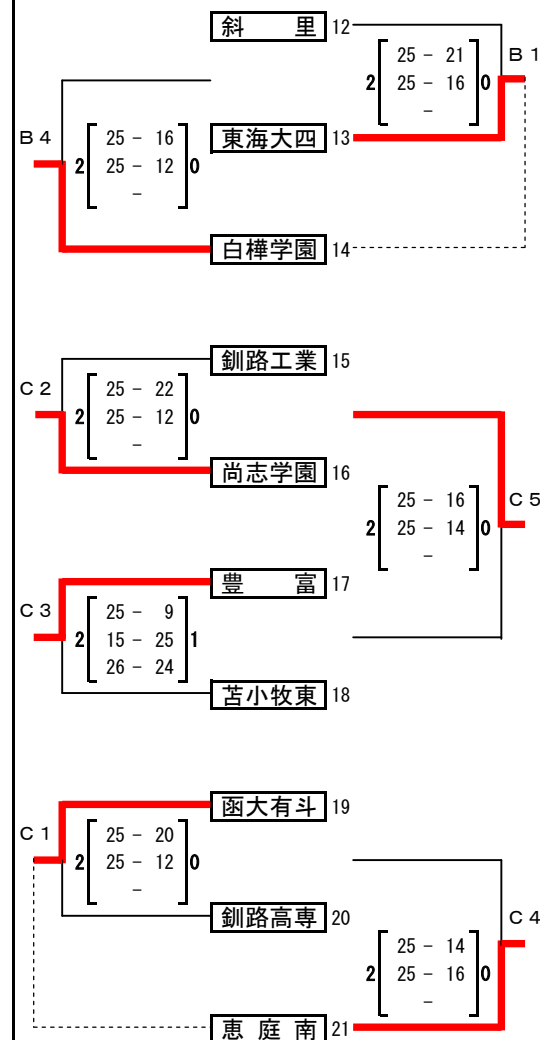 斜 里 12
B 1
25 - 21
2 25 - 16 0
-
B 4
東海大四 13
25 - 16
2 25 - 12 0
-
白樺学園 14
釧路工業 15
C 2
25 - 22
2 25 - 12 0
-
尚志学園 16
C 5
25 - 16
2 25 - 14 0
-
豊 富 17
C 3
25 - 9
2 15 - 25 1
26 - 24
苫小牧東 18
函大有斗 19
C 1
25 - 20
2 25 - 12 0
-
釧路高専 20
C 4
25 - 14
2 25 - 16 0
-
恵 庭 南 21